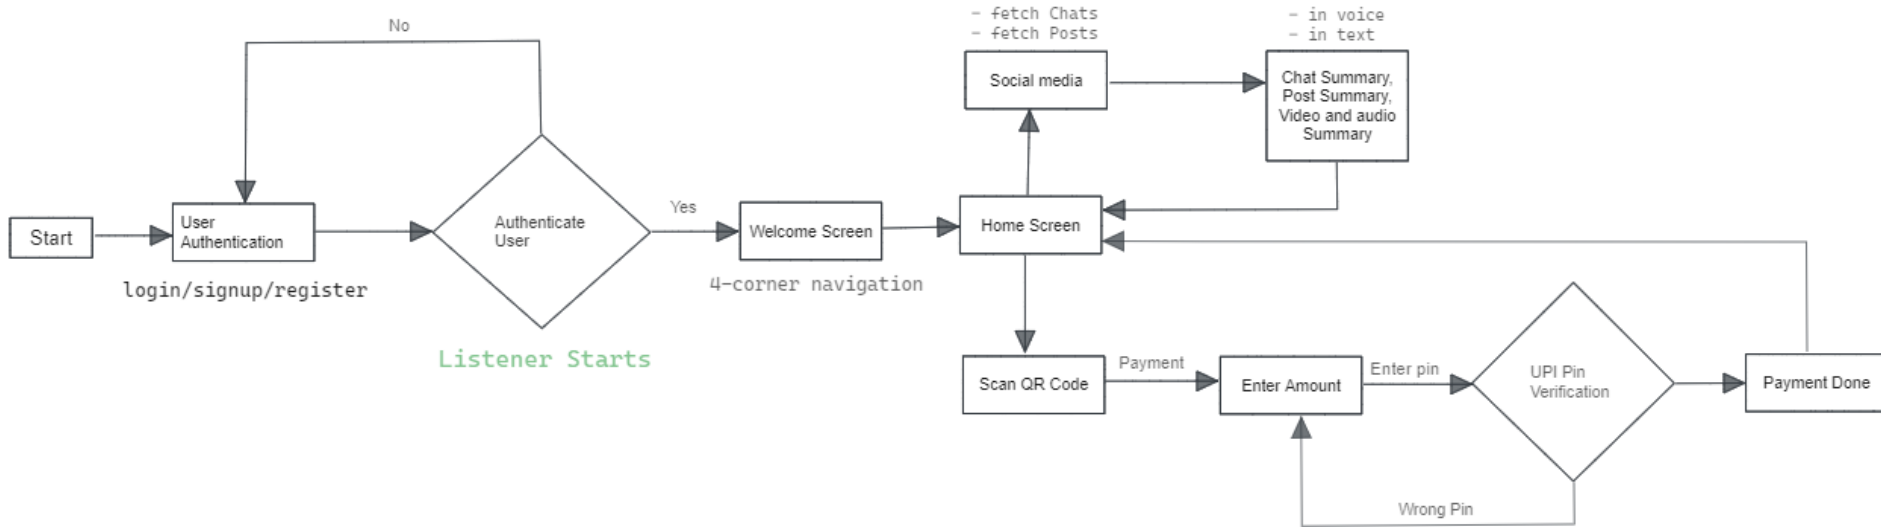 No
- fetch Chats
- fetch Posts
- in voice
- in text
Social media
Chat Summary,
Post Summary,
Video and audio
Summary
Start
User
Authentication
login/signup/register
Authenticate
User
Listener Starts
Yes
Welcome Screen
4-corner navigation
Home Screen
Scan QR Code
Payment
Enter Amount
Enter pin
UPI Pin
Verification
Payment Done
Wrong Pin